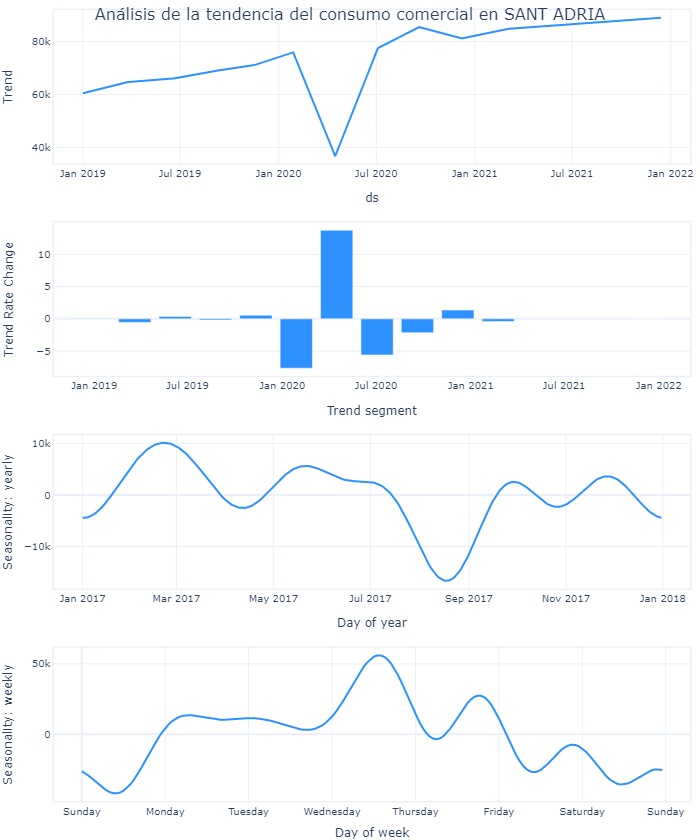 Análisis de la tendencia del consumo comercial en SANT ADRIA
Trend
80k
60k
40k
Jan 2019 Jul 2019 Jan 2020 Jul 2020 Jan 2021 Jul 2021 Jan 2022
ds
Trend Rate Change
10
5
0
−5
Jan 2019 Jul 2019 Jan 2020 Jul 2020 Jan 2021 Jul 2021 Jan 2022
Trend segment
Seasonality: yearly
10k
0
−10k
Jan 2017 Mar 2017 May 2017 Jul 2017 Sep 2017 Nov 2017 Jan 2018
Day of year
Seasonality: weekly
50k
0
Sunday Monday Tuesday Wednesday Thursday Friday Saturday Sunday
Day of week